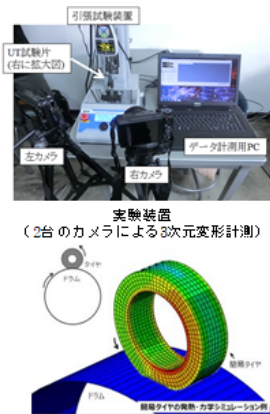 引張試験装置
UT試験片
(右に拡大図)
左カメラ
右カメラ
データ計測用PC
実験装置
(2台のカメラによる3次元変形計測)
タイヤ
ドラム
簡易タイヤ
ドラム
簡易タイヤの発熱・力学シミュレーション例